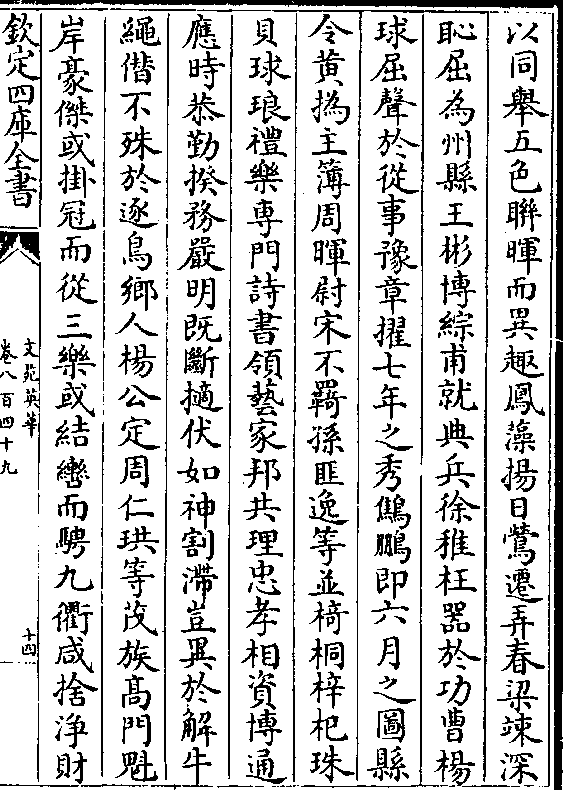 以同舉五色聯暉而異趣鳳藻揚日鶯遷弄春梁竦深
恥屈為州縣王彬博綜甫就典兵徐稚枉器於功曹楊
球屈聲於從事豫章擢七年之秀鷦鵬即六月之圖縣
令黄撝主簿周暉尉宋不羇孫匪逸等並椅桐梓杞珠
貝球琅禮樂專門詩書領藝家邦共理忠孝相資博通
應時恭勤揆務嚴明既斷擿伏如神割滯豈異於解牛
繩偕不殊於逐鳥鄉人楊公定周仁珙等茂族髙門魁
岸豪傑或掛冠而從三樂或結轡而騁九衢咸捨淨財
欽定四庫全書
文苑英華
卷八百四十九
十四